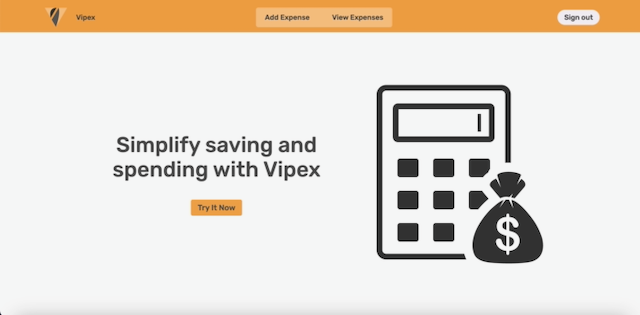 Vipex
Add Expense
View Expenses
Sign out
Simplify saving and
spending with Vipex
Try It Now
$